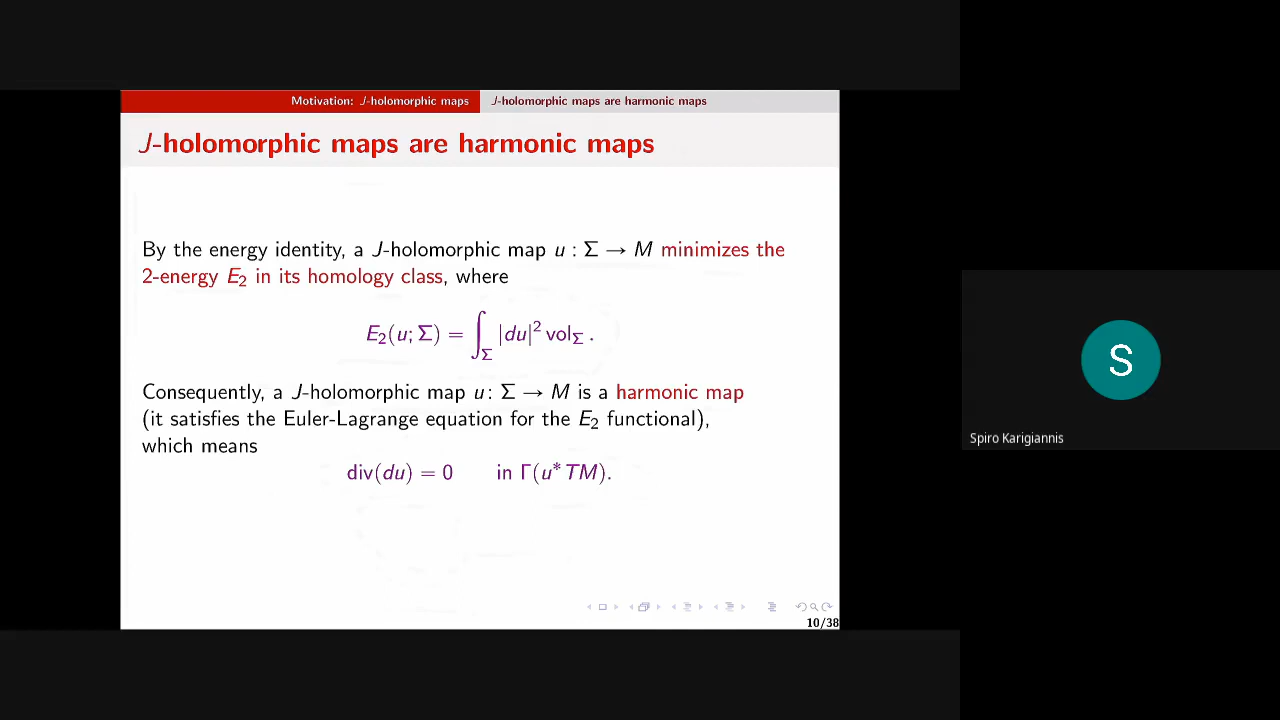 Motivation: J-holomorphic maps J-holomorphic maps are harmonic maps
J-holomorphic maps are harmonic maps
By the energy identity, a J-holomorphic map u : Σ → M minimizes the
2-energy E₂ in its homology class, where
E₂(u; Σ) = ∫_Σ |du|² vol_Σ .
Consequently, a J-holomorphic map u: Σ → M is a harmonic map
(it satisfies the Euler-Lagrange equation for the E₂ functional),
which means
div(du) = 0 in Γ(u*TM).
10/38
S
Spiro Karigiannis